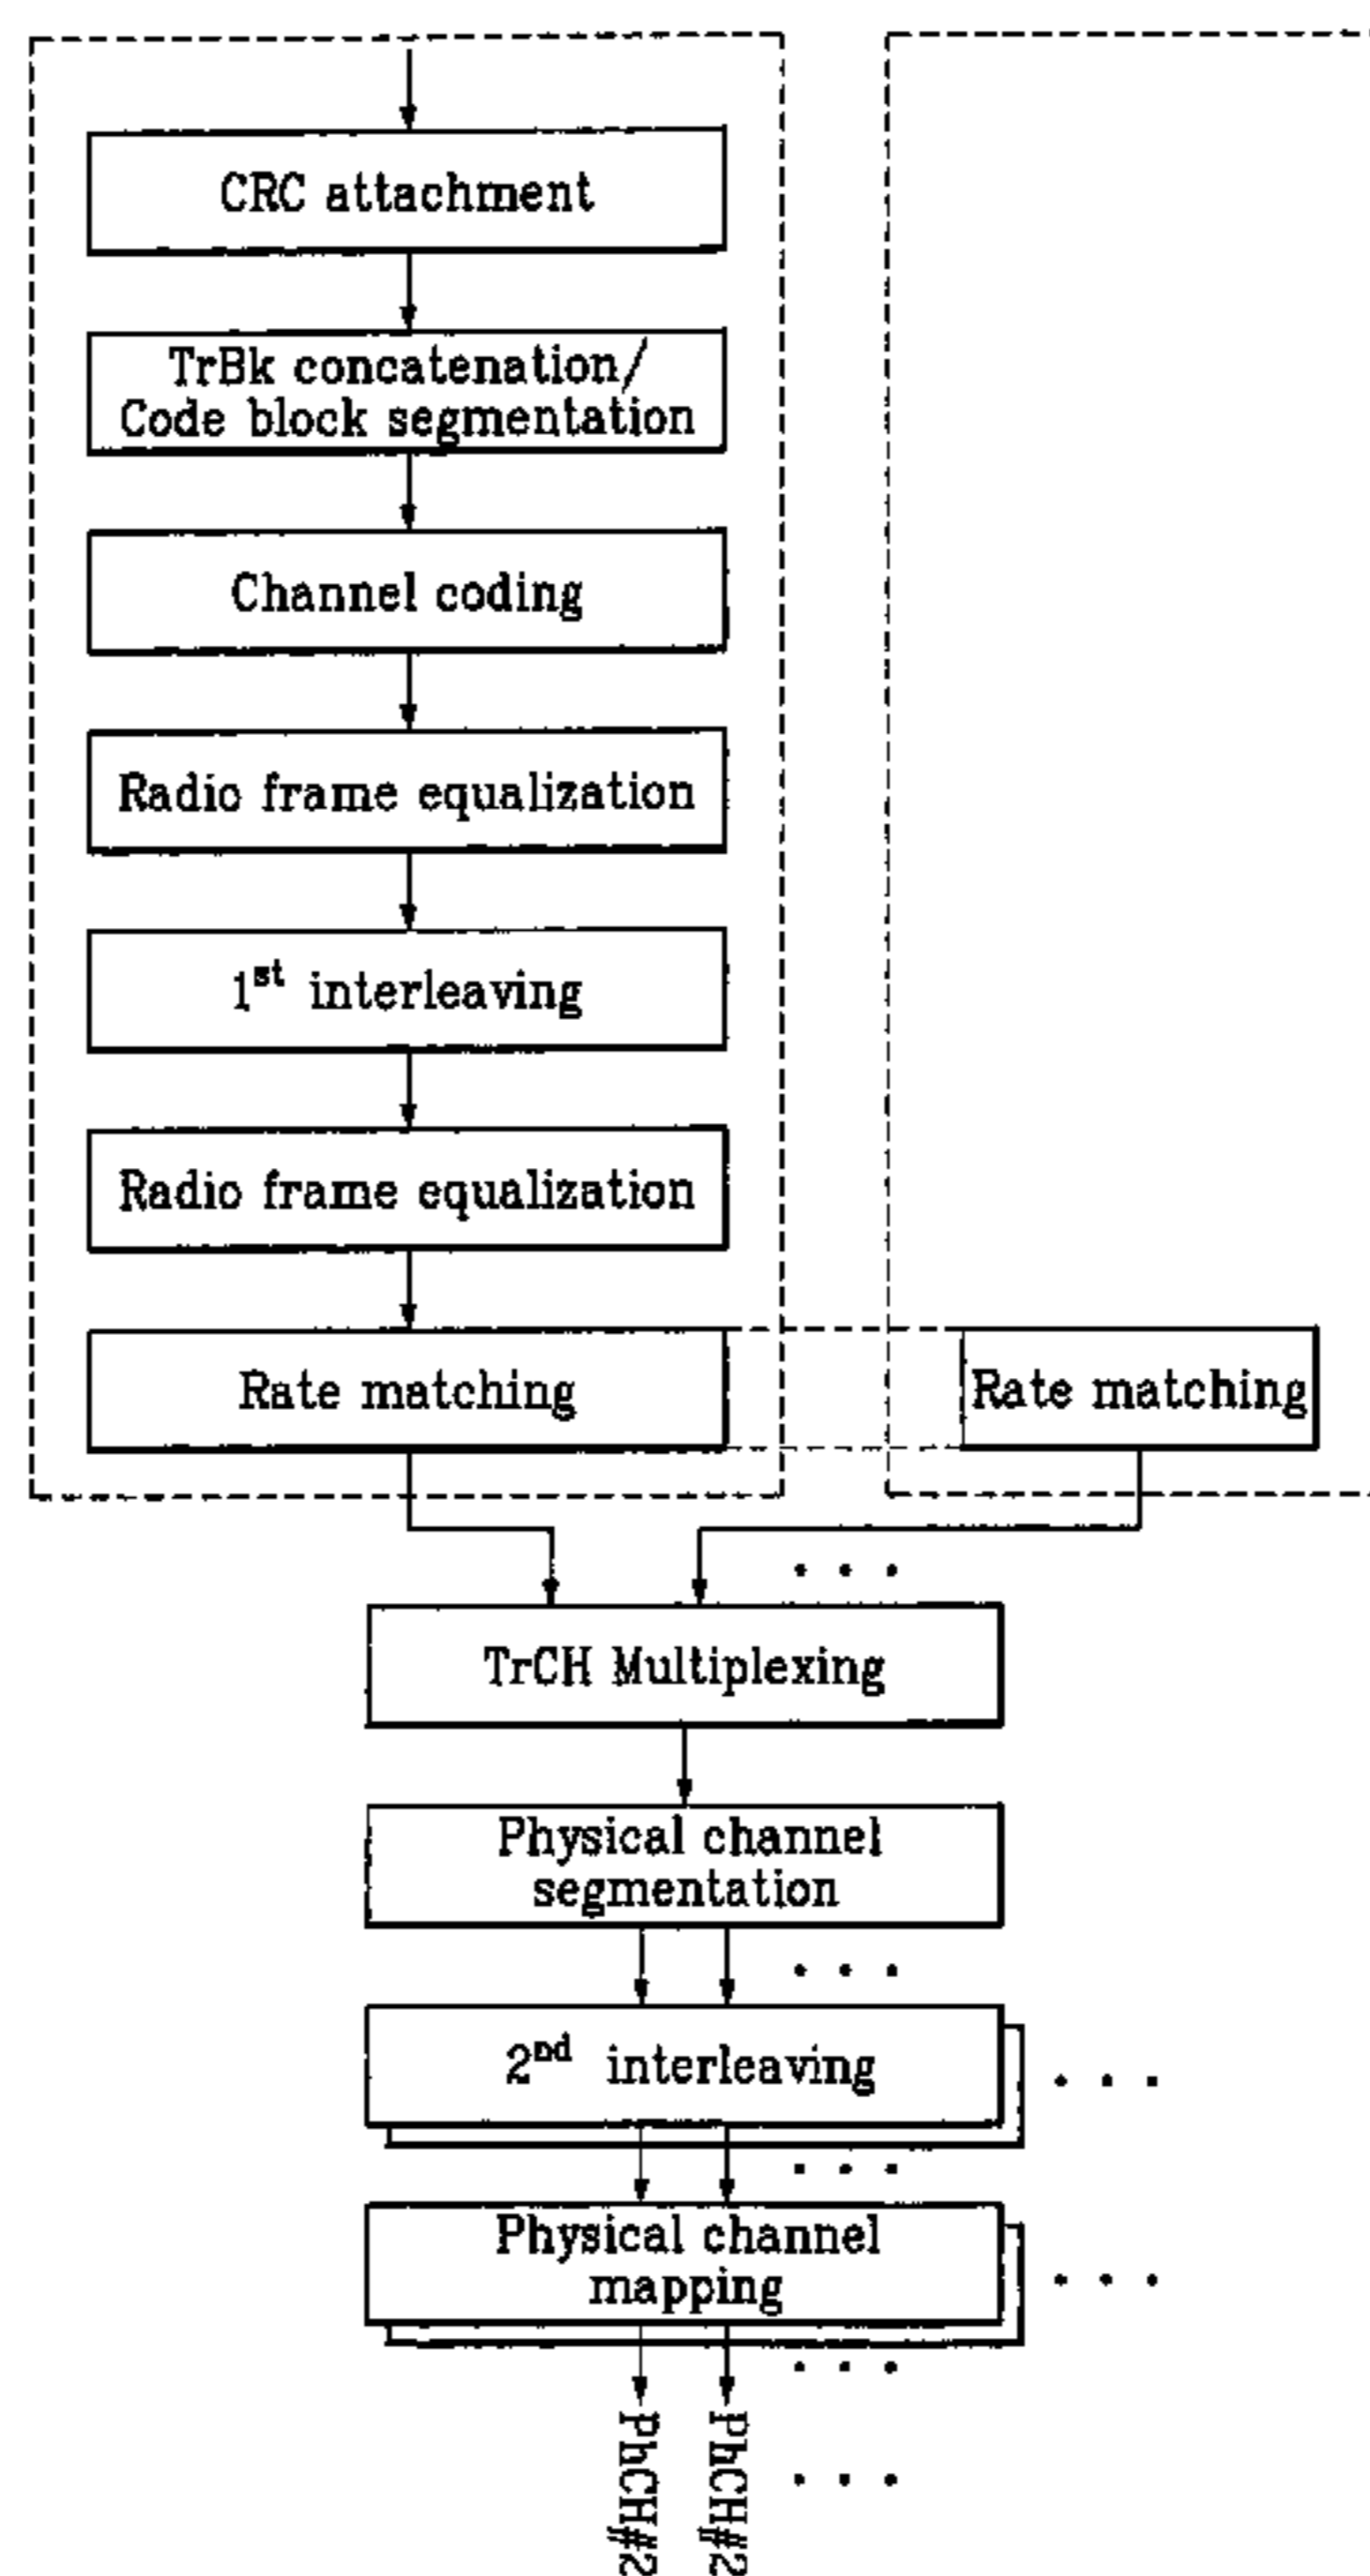 CRC attachment
TrBk concatenation/
Code block segmentation
Channel coding
Radio frame equalization
1st interleaving
Radio frame equalization
Rate matching
Rate matching
TrCH Multiplexing
Physical channel
segmentation
2nd interleaving
Physical channel
mapping
PhCH#2
PhCH#2